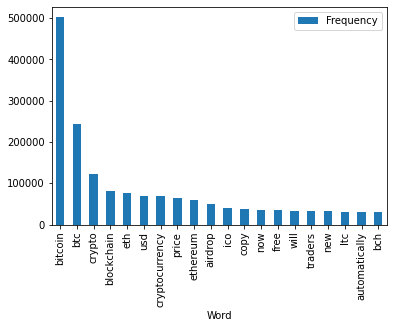 Frequency
500000
400000
300000
200000
100000
0
bitcoin
btc
crypto
blockchain
eth
usd
cryptocurrency
price
ethereum
airdrop
ico
copy
now
free
will
traders
new
ltc
automatically
bch
Word